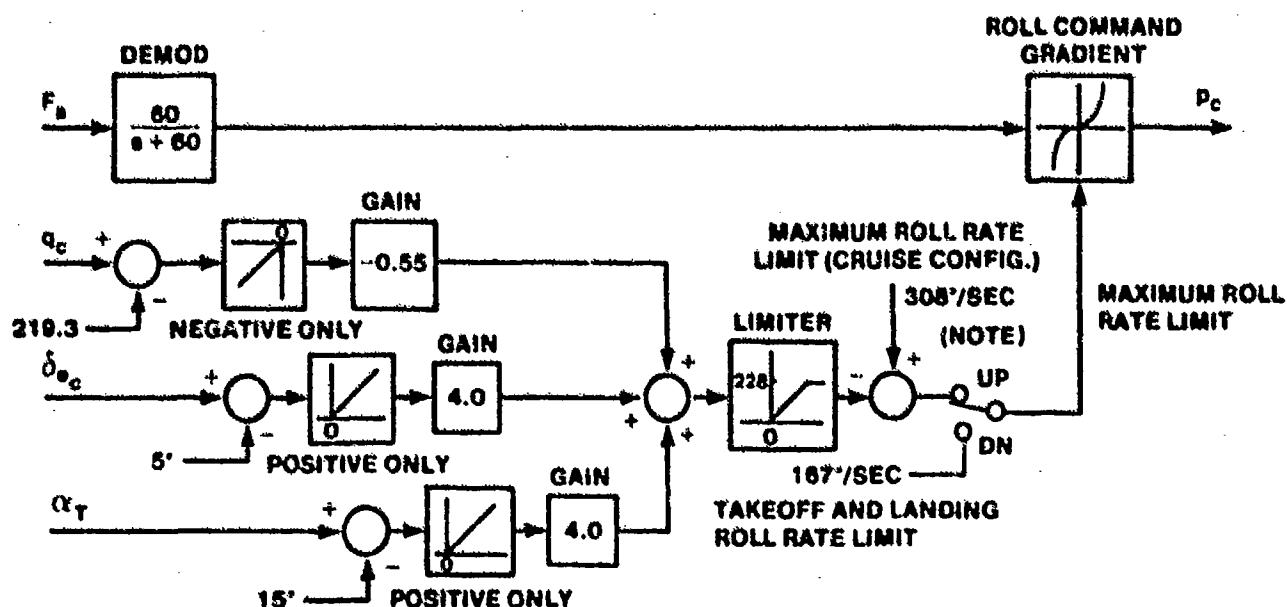 ROLL COMMAND
GRADIENT
DEMOD
Fa
60
s + 60
Pc
GAIN
qc
+
0
-0.55
−
219.3
NEGATIVE ONLY
MAXIMUM ROLL RATE
LIMIT (CRUISE CONFIG.)
308°/SEC
(NOTE)
MAXIMUM ROLL
RATE LIMIT
δec
+
GAIN
4.0
0
−
5°
POSITIVE ONLY
+
+
+
LIMITER
228
0
−
+
UP
DN
167°/SEC
TAKEOFF AND LANDING
ROLL RATE LIMIT
αT
+
GAIN
4.0
0
−
15°
POSITIVE ONLY